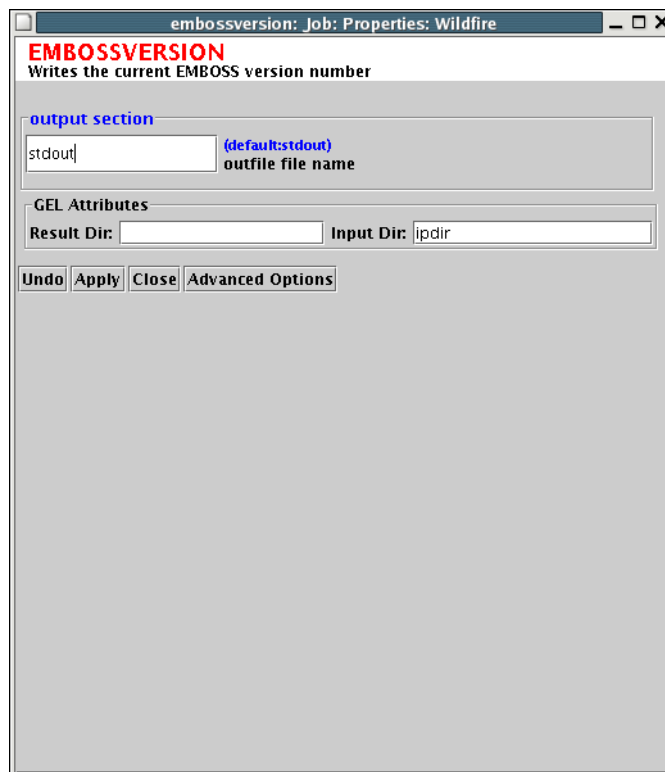 embossversion: Job: Properties: Wildfire
EMBOSSVERSION
Writes the current EMBOSS version number
output section
stdout
(default:stdout)
outfile file name
GEL Attributes
Result Dir: Input Dir: ipdir
Undo Apply Close Advanced Options